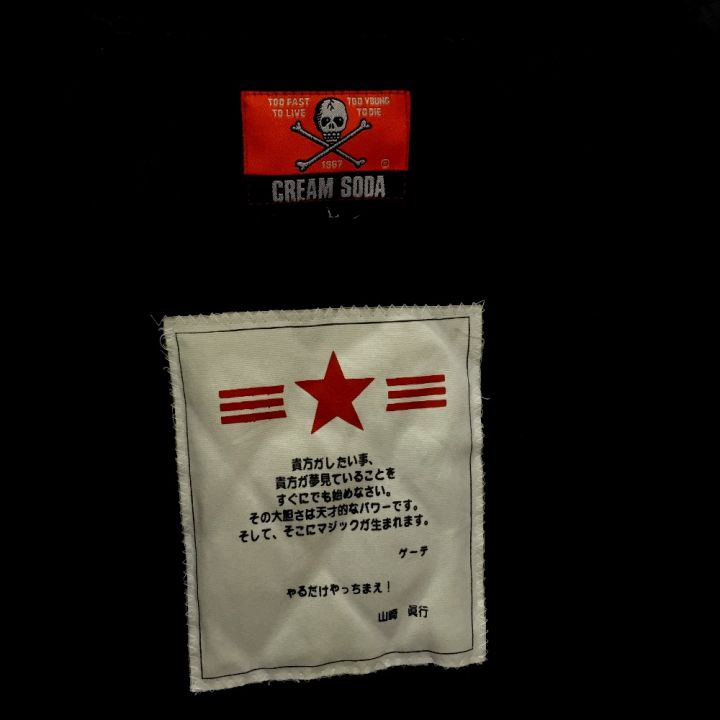 TOO FAST TOO YOUNG
TO LIVE TO DIE
1967 ©
CREAM SODA
L
貴方がしたい事、
貴方が夢見ていることを
すぐにでも始めなさい。
その大胆さは天才的なパワーです。
そして、そこにマジックが生まれます。
ゲーテ
やるだけやっちまえ！
山崎 眞行